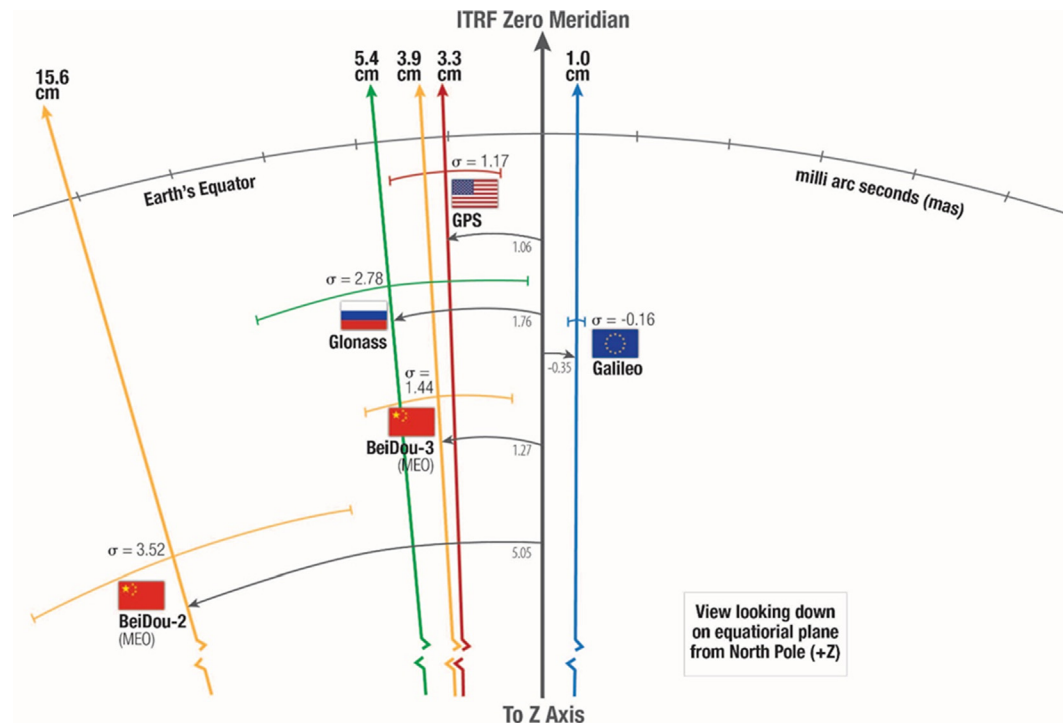 ITRF Zero Meridian
15.6
cm
5.4
cm
3.9
cm
3.3
cm
1.0
cm
Earth's Equator
milli arc seconds (mas)
σ = 1.17
GPS
1.06
σ = 2.78
Glonass
1.76
σ = -0.16
Galileo
-0.35
σ =
1.44
BeiDou-3
(MEO)
1.27
σ = 3.52
BeiDou-2
(MEO)
5.05
View looking down
on equatiorial plane
from North Pole (+Z)
To Z Axis